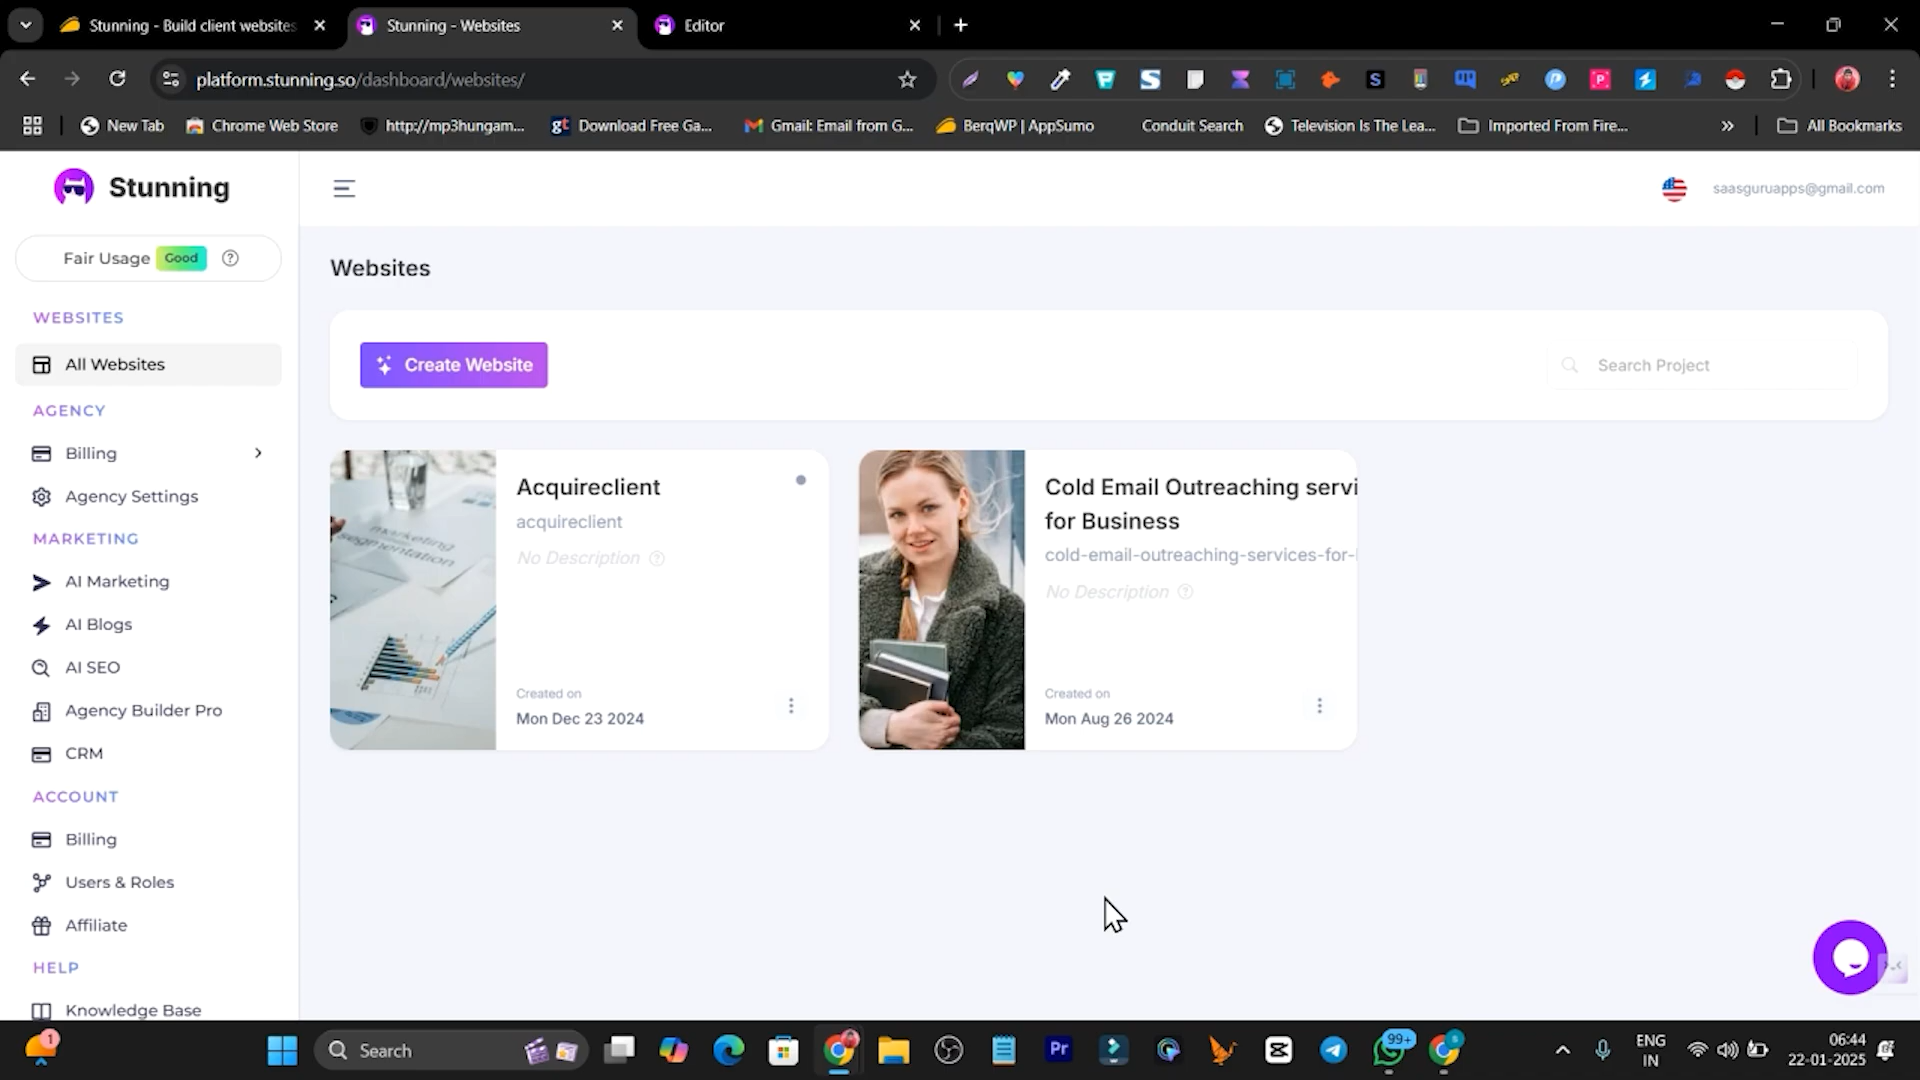 Stunning - Build client websites
Stunning - Websites
Editor
platform.stunning.so/dashboard/websites/
New Tab
Chrome Web Store
http://mp3hungam...
Download Free Ga...
Gmail: Email from G...
BerqWP | AppSumo
Conduit Search
Television Is The Lea...
Imported From Fire...
All Bookmarks
Stunning
saasguruapps@gmail.com
Fair Usage Good
Websites
WEBSITES
All Websites
Create Website
Search Project
AGENCY
Billing
Agency Settings
MARKETING
AI Marketing
AI Blogs
AI SEO
Agency Builder Pro
CRM
ACCOUNT
Billing
Users & Roles
Affiliate
HELP
Knowledge Base
Acquireclient
acquireclient
No Description
Created on
Mon Dec 23 2024
marketing
segmentation
Cold Email Outreaching servi
for Business
cold-email-outreaching-services-for-
No Description
Created on
Mon Aug 26 2024
1
Search
Pr
99+
ENG
IN
06:44
22-01-2025